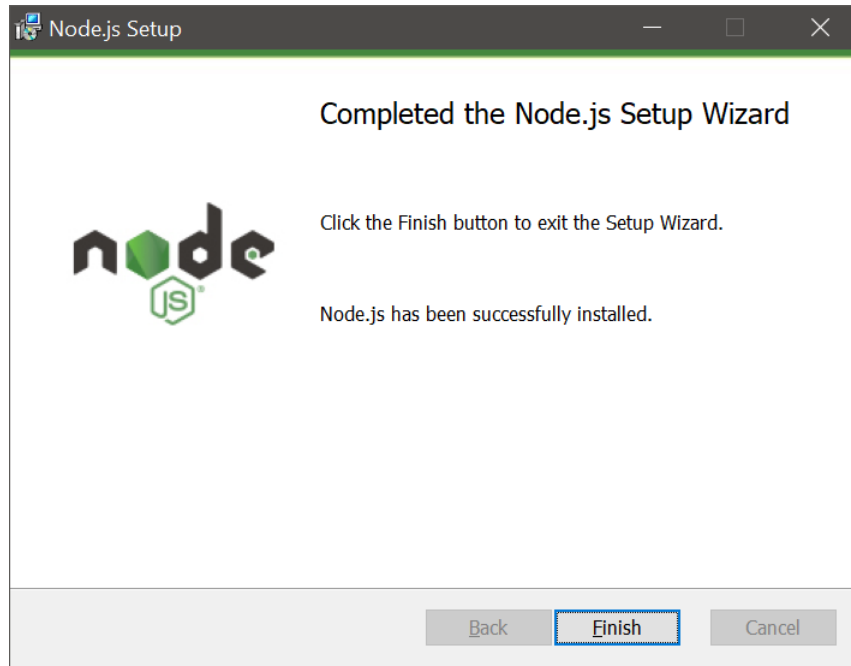 Node.js Setup
Completed the Node.js Setup Wizard
Click the Finish button to exit the Setup Wizard.
node
JS®
Node.js has been successfully installed.
Back Finish Cancel